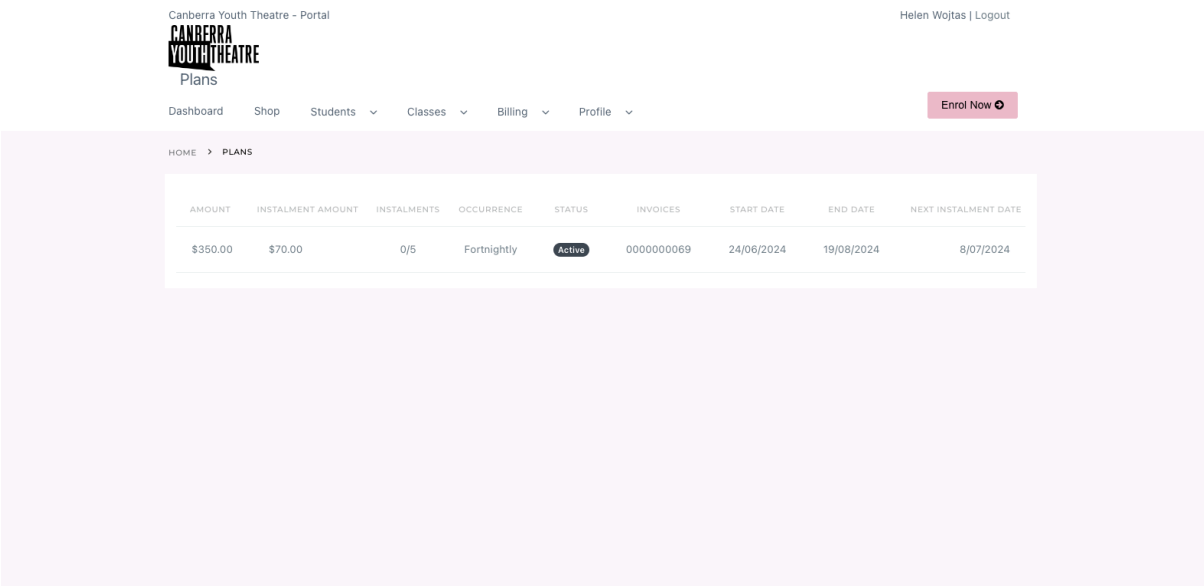 Canberra Youth Theatre - Portal
Helen Wojtas | Logout
CANBERRA
YOUTH THEATRE
Plans
Dashboard Shop Students Classes Billing Profile
Enrol Now
HOME > PLANS
AMOUNT INSTALMENT AMOUNT INSTALMENTS OCCURRENCE STATUS INVOICES START DATE END DATE NEXT INSTALMENT DATE
$350.00 $70.00 0/5 Fortnightly Active 0000000069 24/06/2024 19/08/2024 8/07/2024